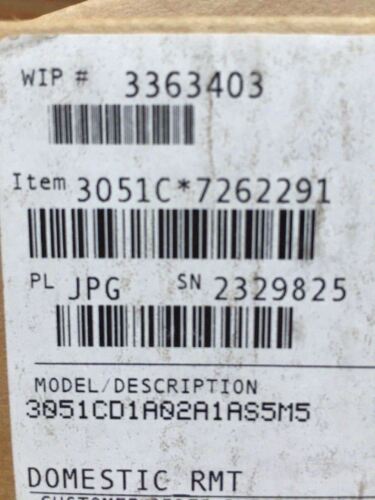 WIP # 3363403
Item 3051C*7262291
PL JPG SN 2329825
MODEL/DESCRIPTION
3051CD1A02A1AS5M5
DOMESTIC RMT